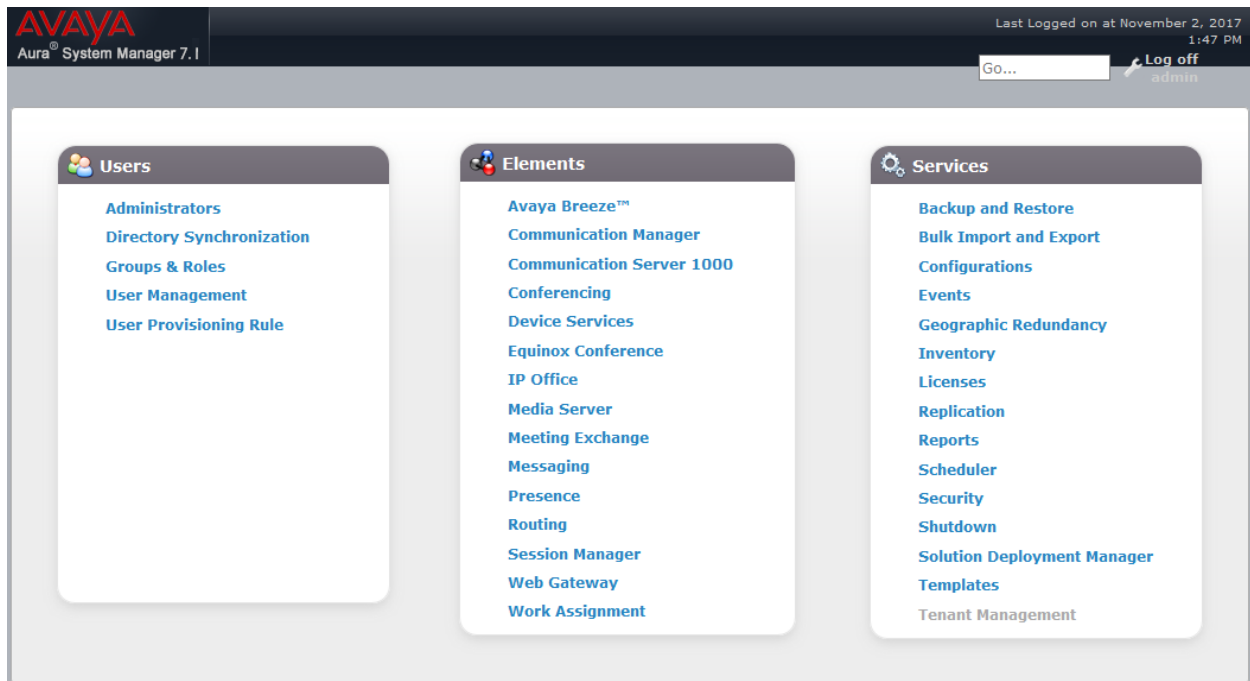 AVAYA
Aura® System Manager 7.1
Last Logged on at November 2, 2017
1:47 PM
Go...
Log off
admin
Users
Administrators
Directory Synchronization
Groups & Roles
User Management
User Provisioning Rule
Elements
Avaya Breeze™
Communication Manager
Communication Server 1000
Conferencing
Device Services
Equinox Conference
IP Office
Media Server
Meeting Exchange
Messaging
Presence
Routing
Session Manager
Web Gateway
Work Assignment
Services
Backup and Restore
Bulk Import and Export
Configurations
Events
Geographic Redundancy
Inventory
Licenses
Replication
Reports
Scheduler
Security
Shutdown
Solution Deployment Manager
Templates
Tenant Management